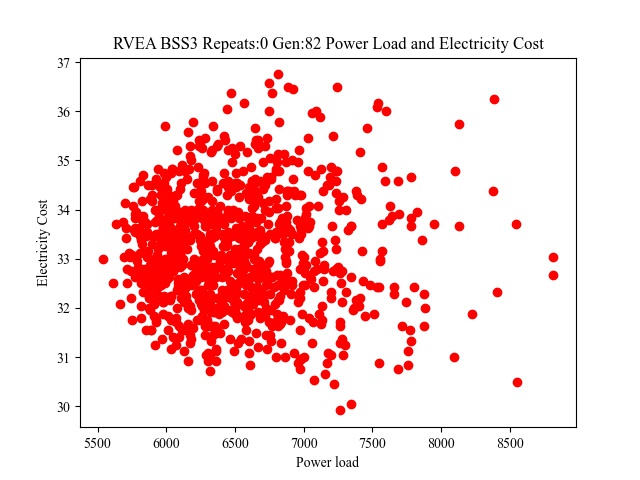 RVEA BSS3 Repeats:0 Gen:82 Power Load and Electricity Cost
37
36
35
34
33
32
31
30
Electricity Cost
5500 6000 6500 7000 7500 8000 8500
Power load